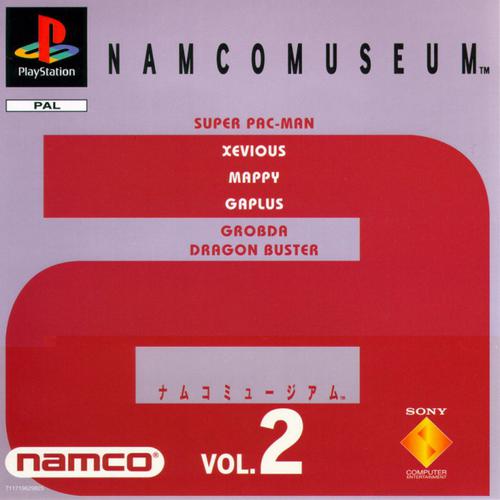 NAMCOMUSEUM™
PlayStation
PAL
SUPER PAC-MAN
XEVIOUS
MAPPY
GAPLUS
GROBDA
DRAGON BUSTER
ナムコミュージアム™
namco
VOL.2
SONY
COMPUTER
ENTERTAINMENT